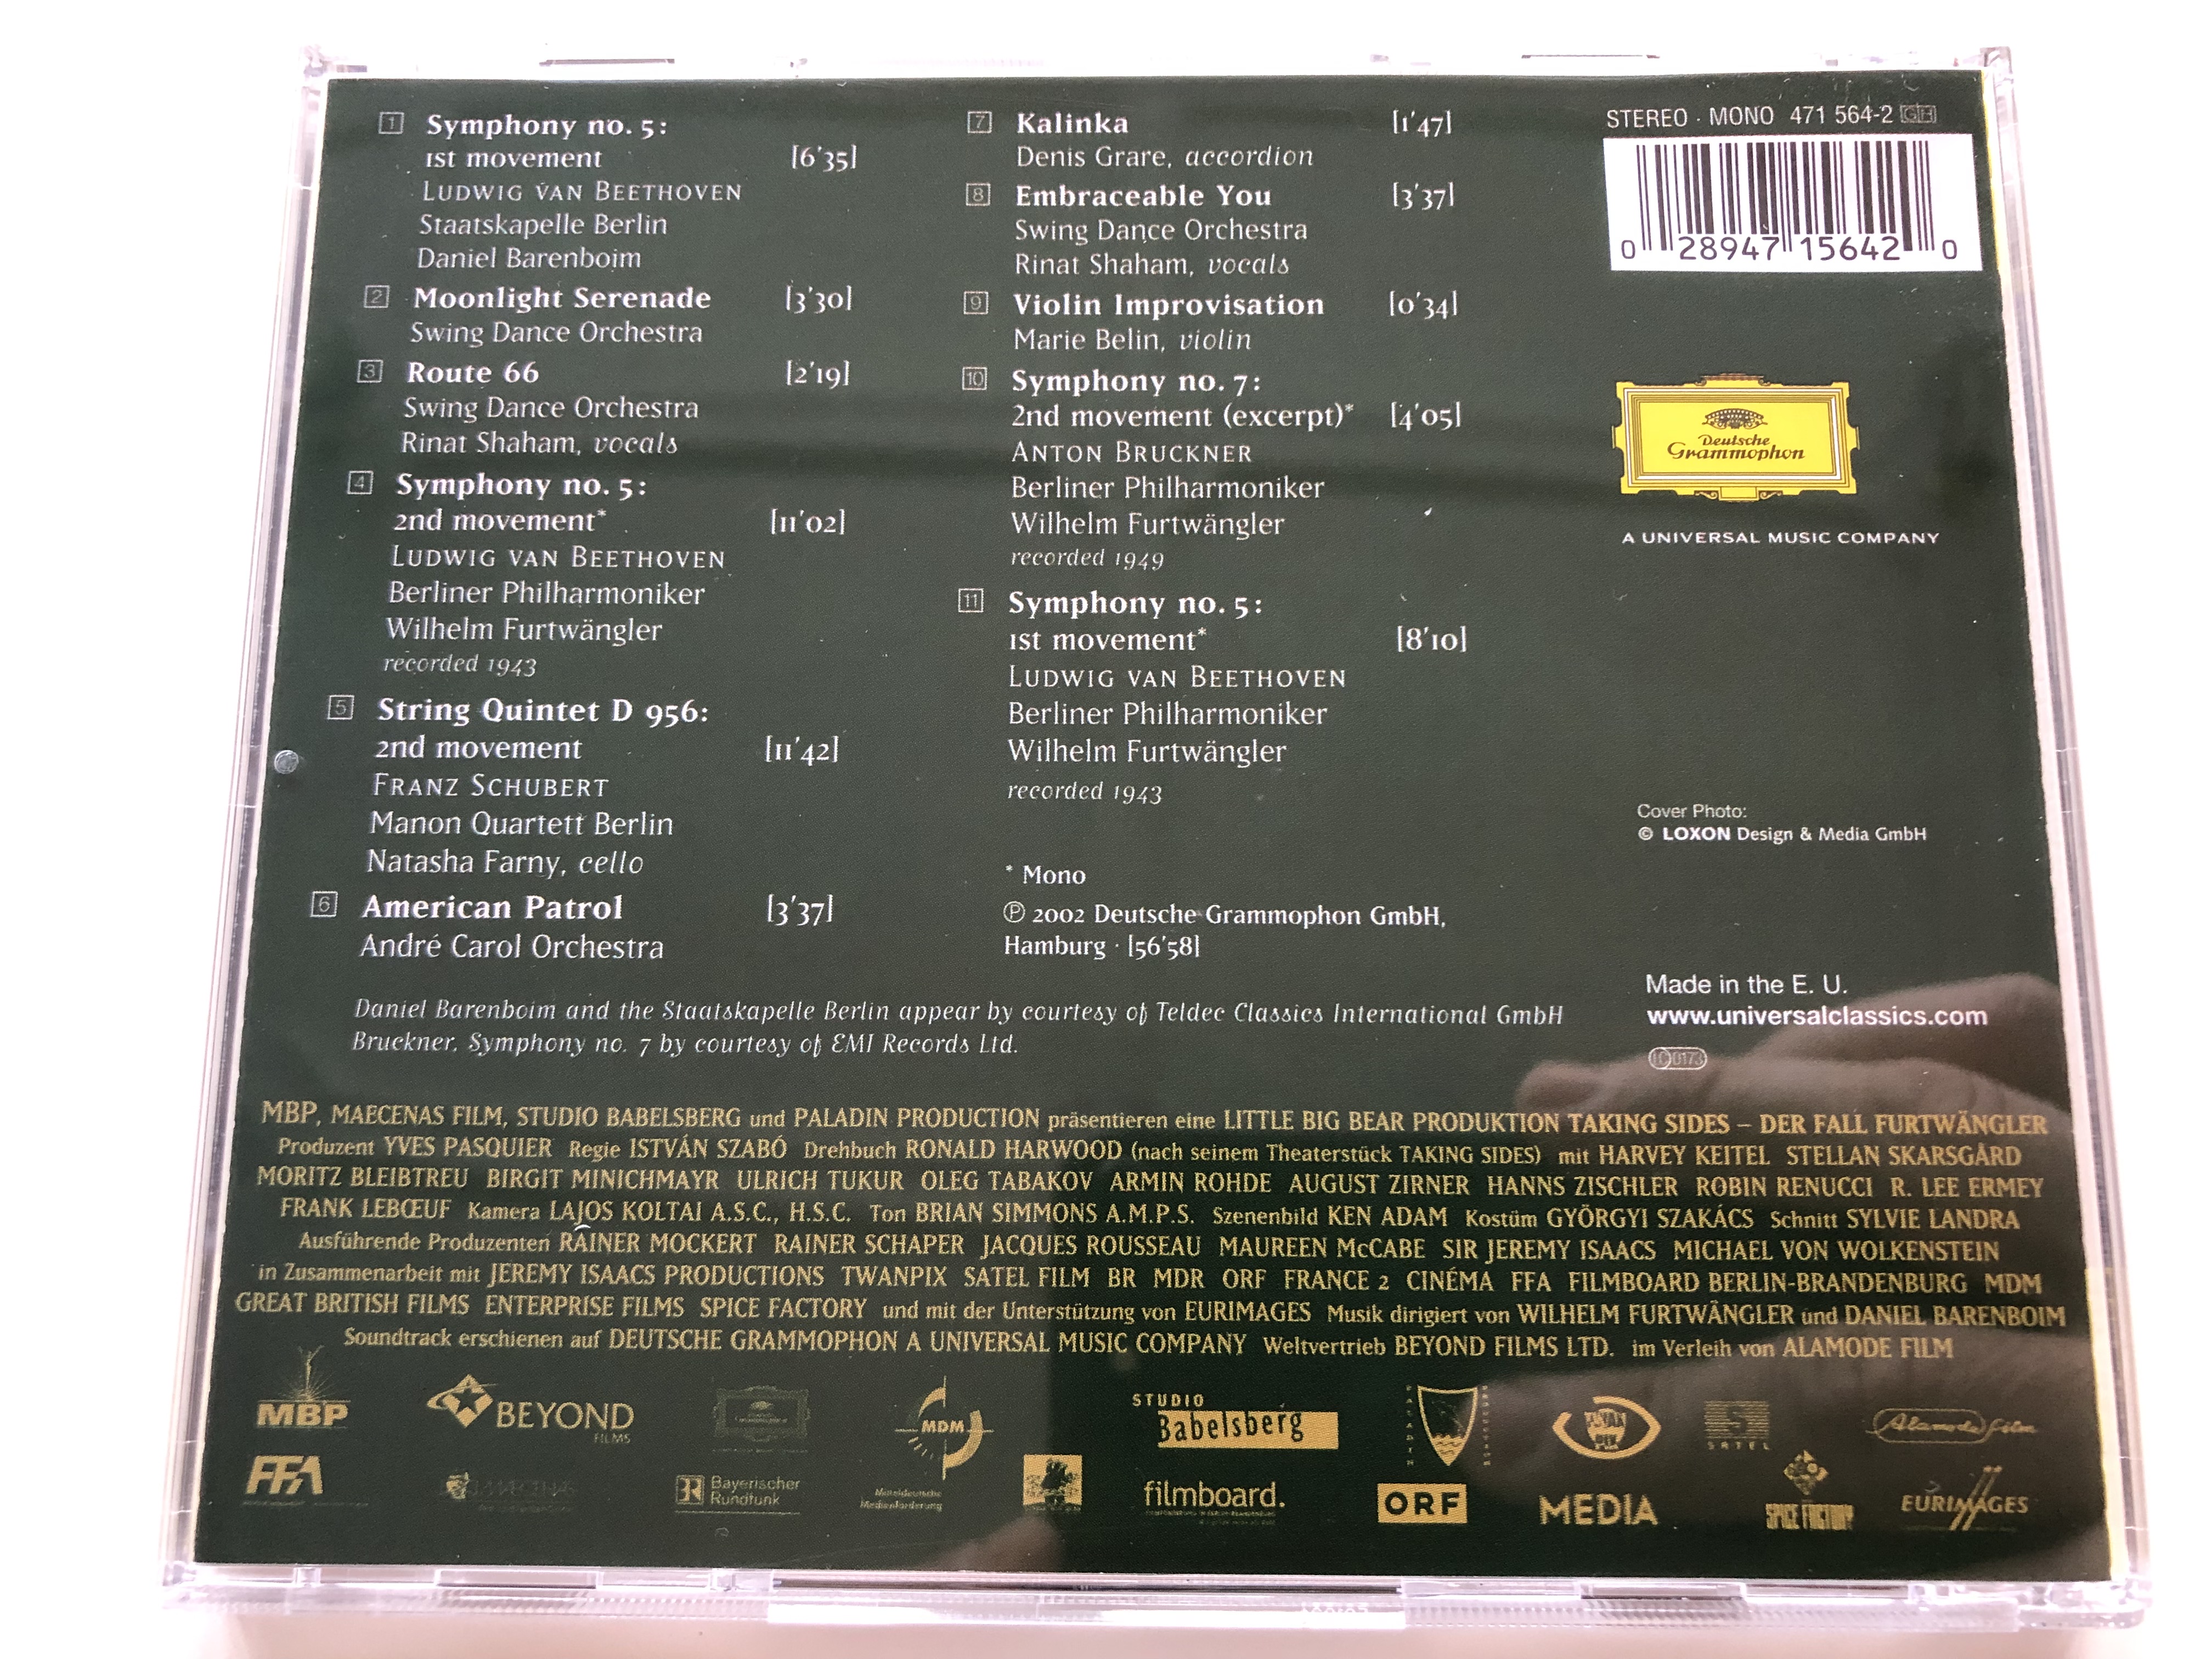 1 Symphony no. 5:
1st movement [6'35]
LUDWIG VAN BEETHOVEN
Staatskapelle Berlin
Daniel Barenboim
2 Moonlight Serenade [3'30]
Swing Dance Orchestra
3 Route 66 [2'19]
Swing Dance Orchestra
Rinat Shaham, vocals
4 Symphony no. 5:
2nd movement* [11'02]
LUDWIG VAN BEETHOVEN
Berliner Philharmoniker
Wilhelm Furtwängler
recorded 1943
5 String Quintet D 956:
2nd movement [11'42]
FRANZ SCHUBERT
Manon Quartett Berlin
Natasha Farny, cello
6 American Patrol [3'37]
André Carol Orchestra
7 Kalinka [1'47]
Denis Grare, accordion
8 Embraceable You [3'37]
Swing Dance Orchestra
Rinat Shaham, vocals
9 Violin Improvisation [0'34]
Marie Belin, violin
10 Symphony no. 7:
2nd movement (excerpt)* [4'05]
ANTON BRUCKNER
Berliner Philharmoniker
Wilhelm Furtwängler
recorded 1949
11 Symphony no. 5:
1st movement* [8'10]
LUDWIG VAN BEETHOVEN
Berliner Philharmoniker
Wilhelm Furtwängler
recorded 1943
* Mono
℗ 2002 Deutsche Grammophon GmbH,
Hamburg · [56'58]
STEREO · MONO 471 564-2 GH
0 28947 15642 0
Deutsche
Grammophon
A UNIVERSAL MUSIC COMPANY
Cover Photo:
© LOXON Design & Media GmbH
Made in the E. U.
www.universalclassics.com
LC 0173
Daniel Barenboim and the Staatskapelle Berlin appear by courtesy of Teldec Classics International GmbH
Bruckner, Symphony no. 7 by courtesy of EMI Records Ltd.
MBP, MAECENAS FILM, STUDIO BABELSBERG und PALADIN PRODUCTION präsentieren eine LITTLE BIG BEAR PRODUKTION TAKING SIDES – DER FALL FURTWÄNGLER
Produzent YVES PASQUIER Regie ISTVÁN SZABÓ Drehbuch RONALD HARWOOD (nach seinem Theaterstück TAKING SIDES) mit HARVEY KEITEL STELLAN SKARSGÅRD
MORITZ BLEIBTREU BIRGIT MINICHMAYR ULRICH TUKUR OLEG TABAKOV ARMIN ROHDE AUGUST ZIRNER HANNS ZISCHLER ROBIN RENUCCI R. LEE ERMEY
FRANK LEBŒUF Kamera LAJOS KOLTAI A.S.C., H.S.C. Ton BRIAN SIMMONS A.M.P.S. Szenenbild KEN ADAM Kostüm GYÖRGYI SZAKÁCS Schnitt SYLVIE LANDRA
Ausführende Produzenten RAINER MOCKERT RAINER SCHAPER JACQUES ROUSSEAU MAUREEN McCABE SIR JEREMY ISAACS MICHAEL VON WOLKENSTEIN
in Zusammenarbeit mit JEREMY ISAACS PRODUCTIONS TWANPIX SATEL FILM BR MDR ORF FRANCE 2 CINÉMA FFA FILMBOARD BERLIN-BRANDENBURG MDM
GREAT BRITISH FILMS ENTERPRISE FILMS SPICE FACTORY und mit der Unterstützung von EURIMAGES Musik dirigiert von WILHELM FURTWÄNGLER und DANIEL BARENBOIM
Soundtrack erschienen auf DEUTSCHE GRAMMOPHON A UNIVERSAL MUSIC COMPANY Weltvertrieb BEYOND FILMS LTD. im Verleih von ALAMODE FILM
MBP
BEYOND
FILMS
MDM
STUDIO
Babelsberg
PALADIN
SATEL
Alamode film
FFA
MAECENAS
Bayerischer
Rundfunk
Mitteldeutsche
Medienförderung
filmboard.
ORF
MEDIA
SPICE FACTORY
EURIMAGES